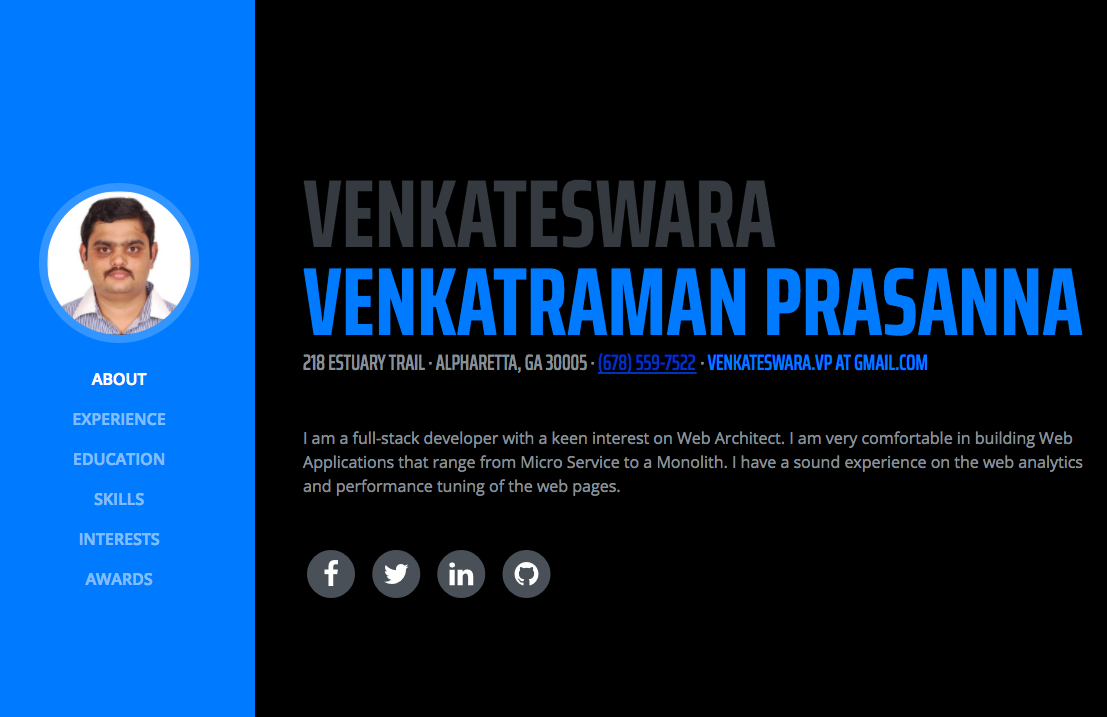 ABOUT
EXPERIENCE
EDUCATION
SKILLS
INTERESTS
AWARDS
VENKATESWARA
VENKATRAMAN PRASANNA
218 ESTUARY TRAIL · ALPHARETTA, GA 30005 · (678) 559-7522 · VENKATESWARA.VP AT GMAIL.COM
I am a full-stack developer with a keen interest on Web Architect. I am very comfortable in building Web
Applications that range from Micro Service to a Monolith. I have a sound experience on the web analytics
and performance tuning of the web pages.